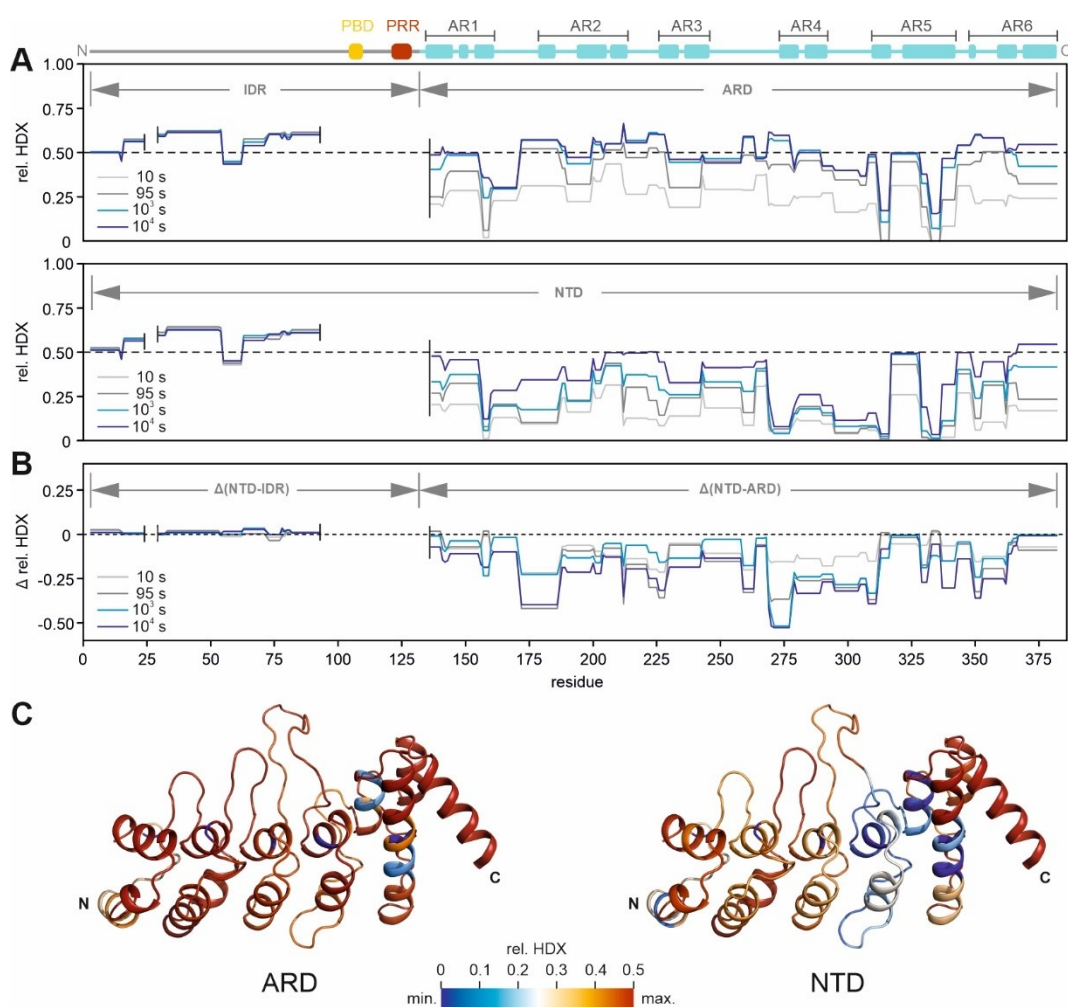 PBD PRR AR1 AR2 AR3 AR4 AR5 AR6
N C
A
1.00
IDR ARD
0.75
rel. HDX
0.50
10 s
95 s
0.25
10³ s
10⁴ s
0
1.00
NTD
0.75
rel. HDX
0.50
10 s
95 s
0.25
10³ s
10⁴ s
0
B
0.25
Δ(NTD-IDR) Δ(NTD-ARD)
0
Δ rel. HDX
10 s
-0.25
95 s
10³ s
-0.50
10⁴ s
0 25 50 75 100 125 150 175 200 225 250 275 300 325 350 375
residue
C
N C N C
ARD NTD
rel. HDX
0 0.1 0.2 0.3 0.4 0.5
min. max.